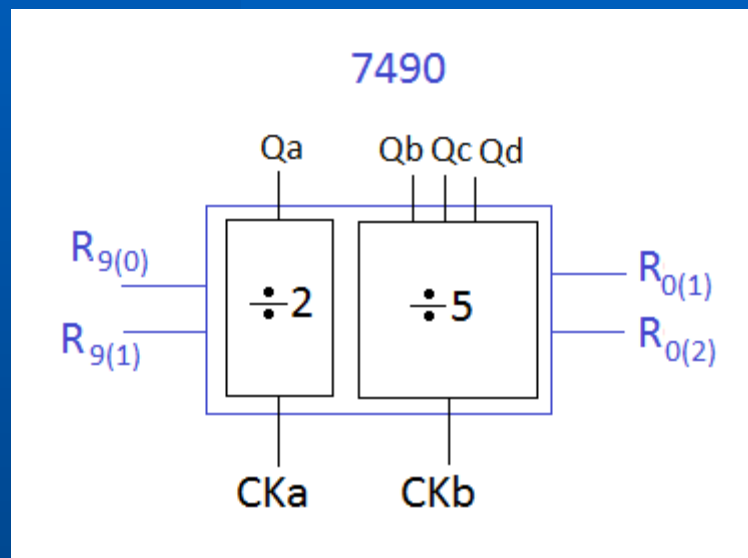 7490
Qa Qb Qc Qd
R9(0)
R9(1)
÷2
÷5
R0(1)
R0(2)
CKa CKb